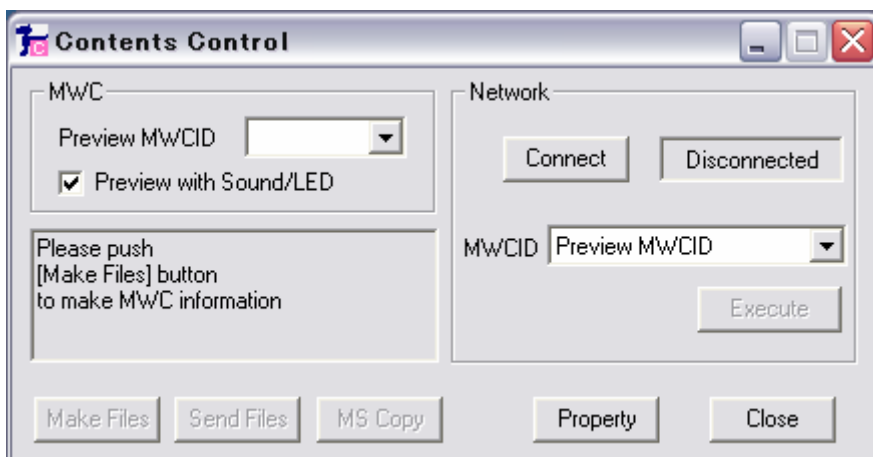 Contents Control
MWC
Preview MWCID
Preview with Sound/LED
Please push
[Make Files] button
to make MWC information
Network
Connect
Disconnected
MWCID
Preview MWCID
Execute
Make Files
Send Files
MS Copy
Property
Close